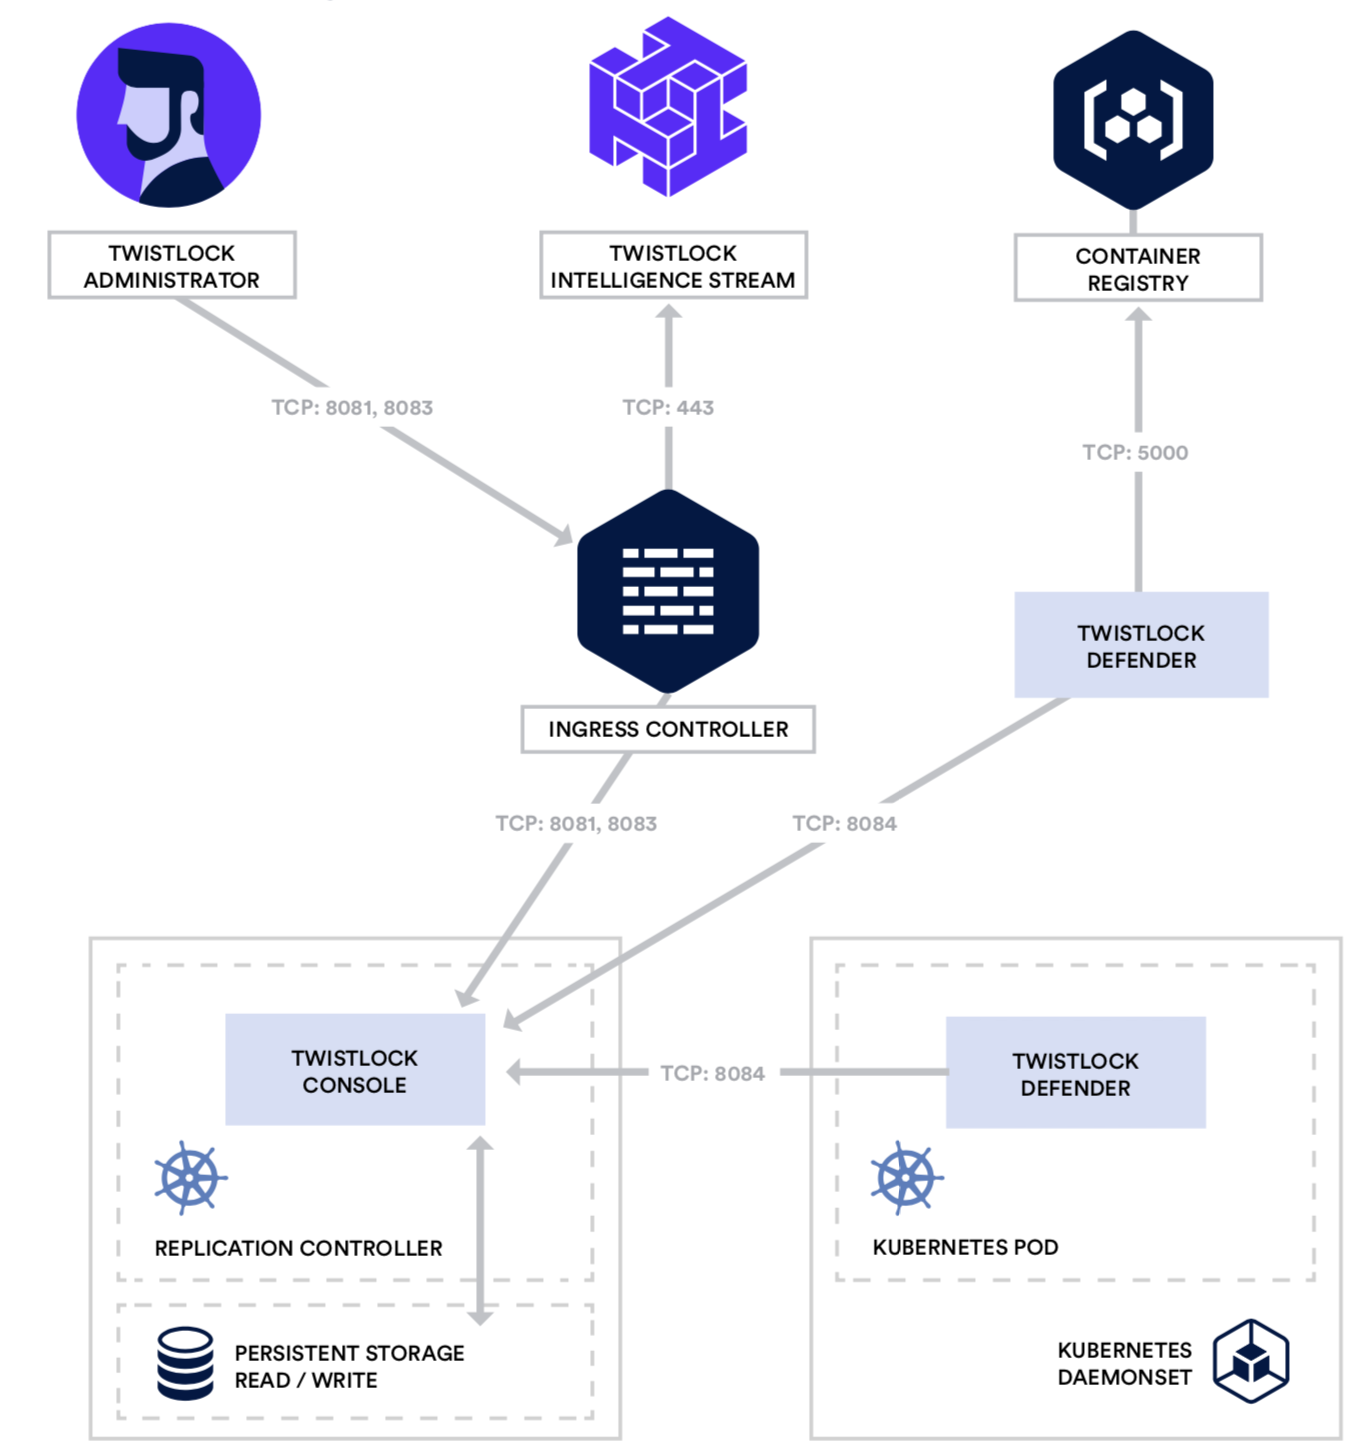 TWISTLOCK
ADMINISTRATOR
TWISTLOCK
INTELLIGENCE STREAM
CONTAINER
REGISTRY
TCP: 8081, 8083
TCP: 443
TCP: 5000
TWISTLOCK
DEFENDER
INGRESS CONTROLLER
TCP: 8081, 8083
TCP: 8084
TWISTLOCK
CONSOLE
TCP: 8084
TWISTLOCK
DEFENDER
REPLICATION CONTROLLER
KUBERNETES POD
PERSISTENT STORAGE
READ / WRITE
KUBERNETES
DAEMONSET